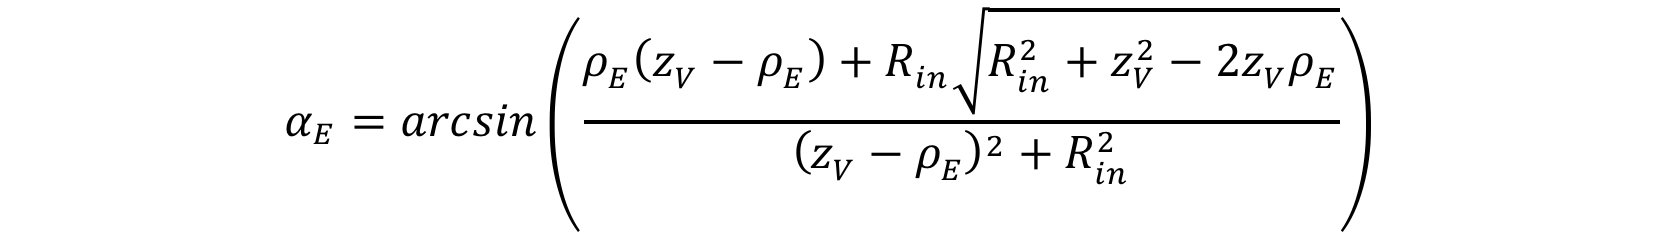 α_E = arcsin((ρ_E(z_V − ρ_E) + R_in√(R_in^2 + z_V^2 − 2z_Vρ_E)) / ((z_V − ρ_E)^2 + R_in^2))